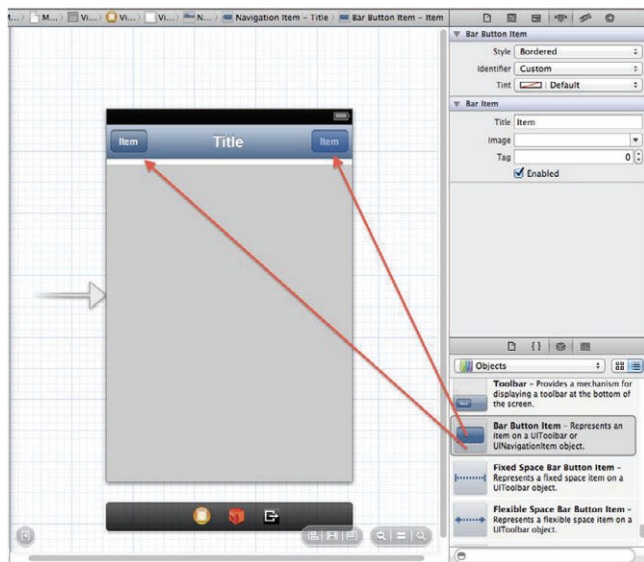 M... M... Vi... Vi... Vi... N... Navigation Item – Title Bar Button Item – Item
Item
Title
Item
Bar Button Item
Style Bordered
Identifier Custom
Tint Default
Bar Item
Title Item
Image
Tag 0
Enabled
{ }
Objects
Toolbar – Provides a mechanism for
displaying a toolbar at the bottom of
the screen.
Bar Button Item – Represents an
item on a UIToolbar or
UINavigationItem object.
Fixed Space Bar Button Item –
Represents a fixed space item on a
UIToolbar object.
Flexible Space Bar Button Item –
Represents a flexible space item on a
UIToolbar object.